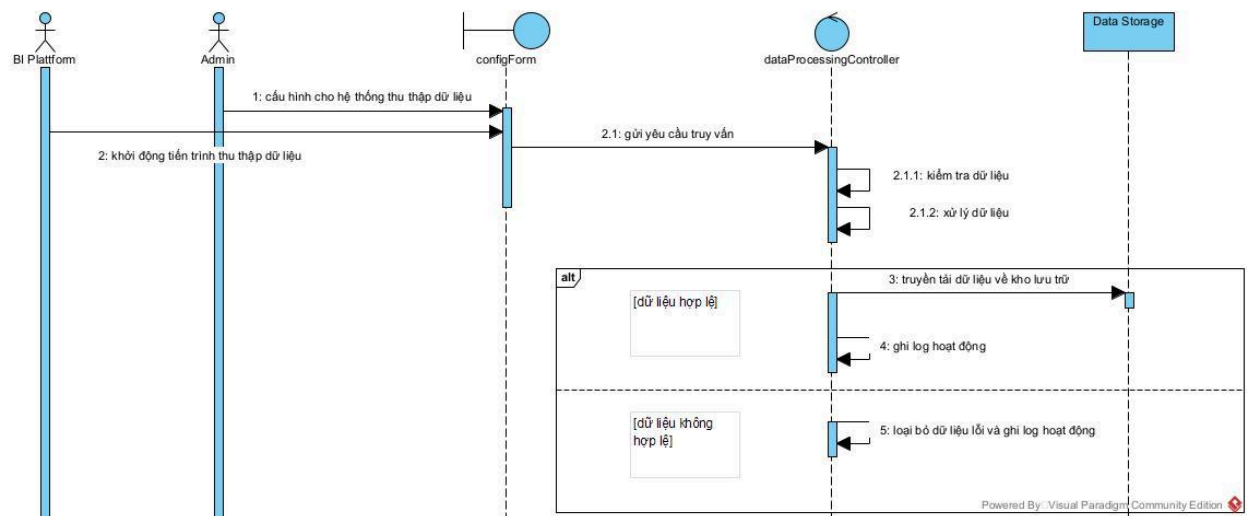 BI Plattform
Admin
configForm
dataProcessingController
Data Storage
1: cấu hình cho hệ thống thu thập dữ liệu
2: khởi động tiến trình thu thập dữ liệu
2.1: gửi yêu cầu truy vấn
2.1.1: kiểm tra dữ liệu
2.1.2: xử lý dữ liệu
alt
[dữ liệu hợp lệ]
3: truyền tải dữ liệu về kho lưu trữ
4: ghi log hoạt động
[dữ liệu không
hợp lệ]
5: loại bỏ dữ liệu lỗi và ghi log hoạt động
Powered By Visual Paradigm Community Edition